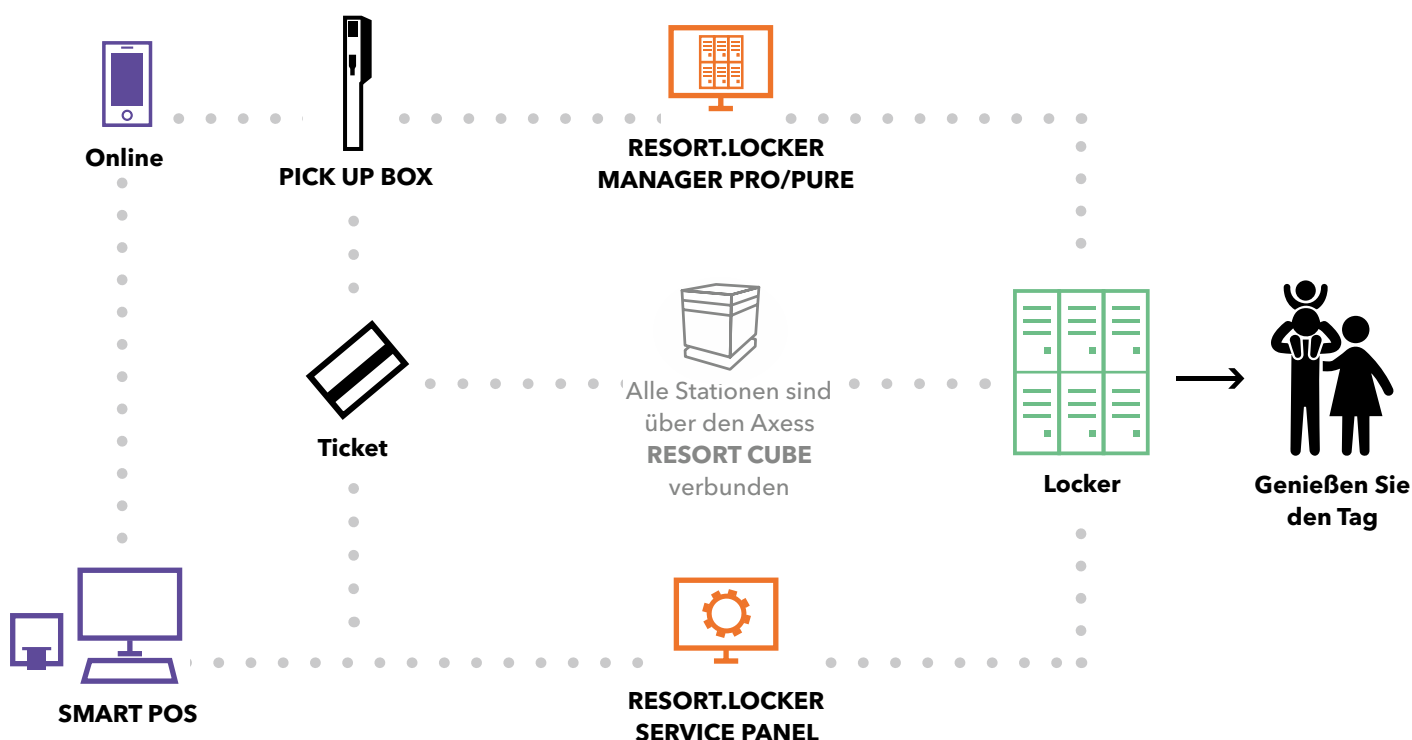 Online
PICK UP BOX
RESORT.LOCKER
MANAGER PRO/PURE
Ticket
Alle Stationen sind
über den Axess
RESORT CUBE
verbunden
Locker
Genießen Sie
den Tag
SMART POS
RESORT.LOCKER
SERVICE PANEL